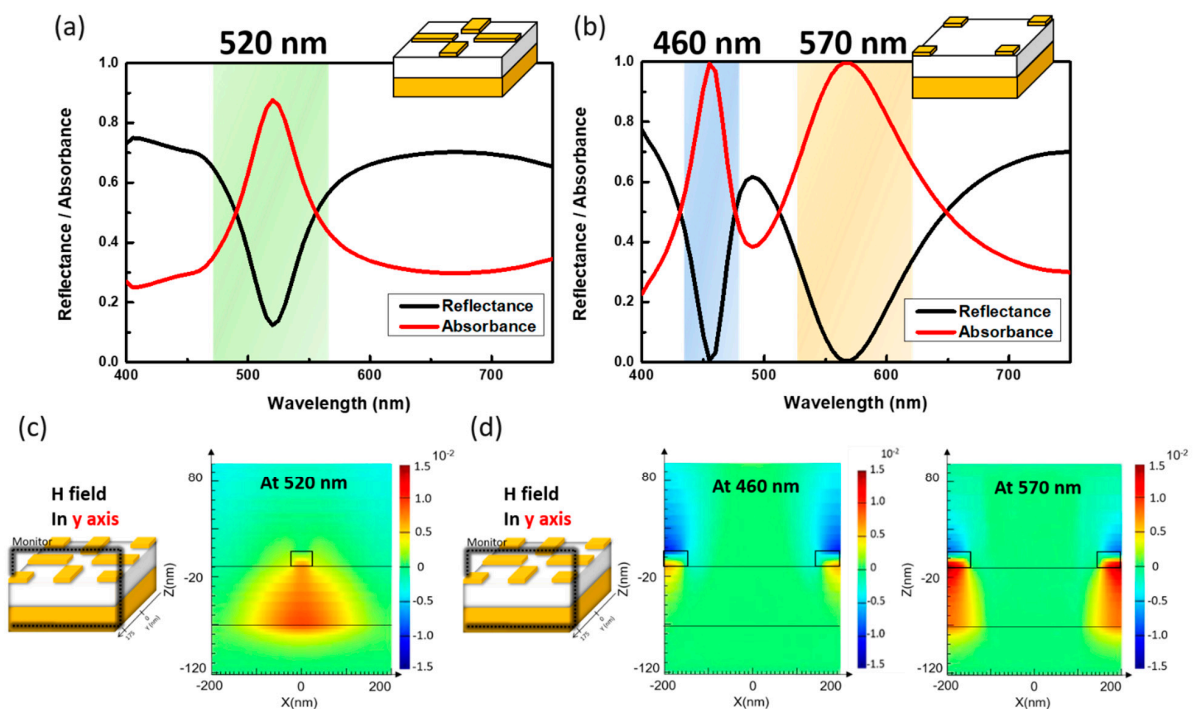 (a)
520 nm
1.0
0.8
0.6
0.4
0.2
0.0
Reflectance / Absorbance
Reflectance
Absorbance
400 500 600 700
Wavelength (nm)
(b)
460 nm 570 nm
1.0
0.8
0.6
0.4
0.2
0.0
Reflectance / Absorbance
Reflectance
Absorbance
400 500 600 700
Wavelength (nm)
(c)
H field
In y axis
Monitor
175
0
Y (nm)
At 520 nm
80
-20
-120
Z(nm)
-200 0 200
X(nm)
10-2
1.5
1.0
0.5
0
-0.5
-1.0
-1.5
(d)
H field
In y axis
Monitor
175
0
Y (nm)
At 460 nm
80
-20
-120
Z(nm)
-200 0 200
X(nm)
10-2
1.5
1.0
0.5
0
-0.5
-1.0
-1.5
At 570 nm
80
-20
-120
Z(nm)
-200 0 200
X(nm)
10-2
1.5
1.0
0.5
0
-0.5
-1.0
-1.5